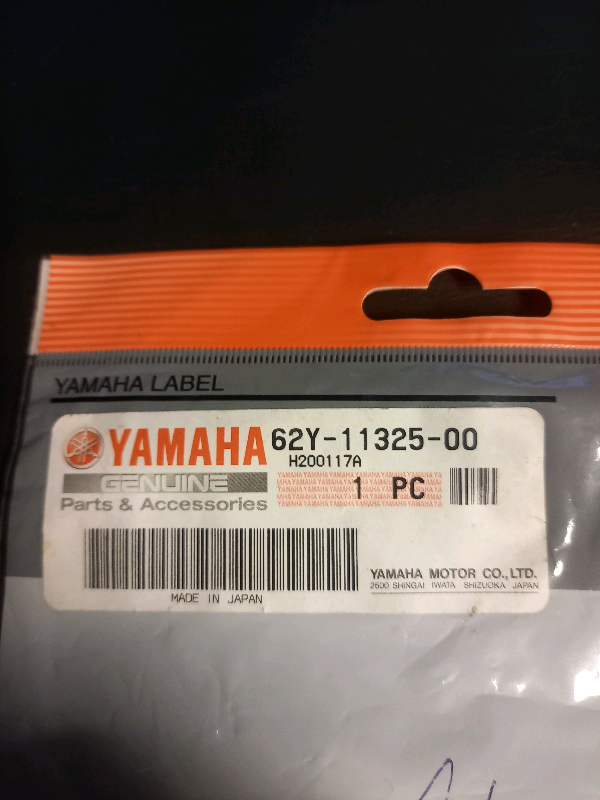 YAMAHA LABEL
YAMAHA 62Y-11325-00
H200117A
GENUINE
1 PC
Parts & Accessories
YAMAHA MOTOR CO.,LTD.
2500 SHINGAI IWATA SHIZUOKA JAPAN
MADE IN JAPAN